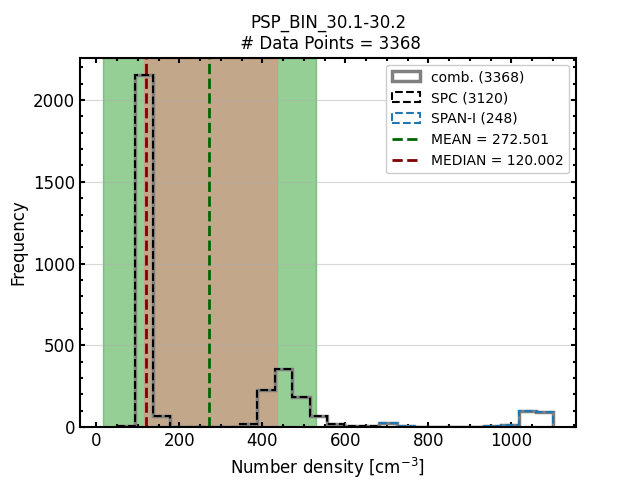 PSP_BIN_30.1-30.2
# Data Points = 3368
comb. (3368)
SPC (3120)
SPAN-I (248)
MEAN = 272.501
MEDIAN = 120.002
Frequency
2000
1500
1000
500
0
0 200 400 600 800 1000
Number density [cm⁻³]